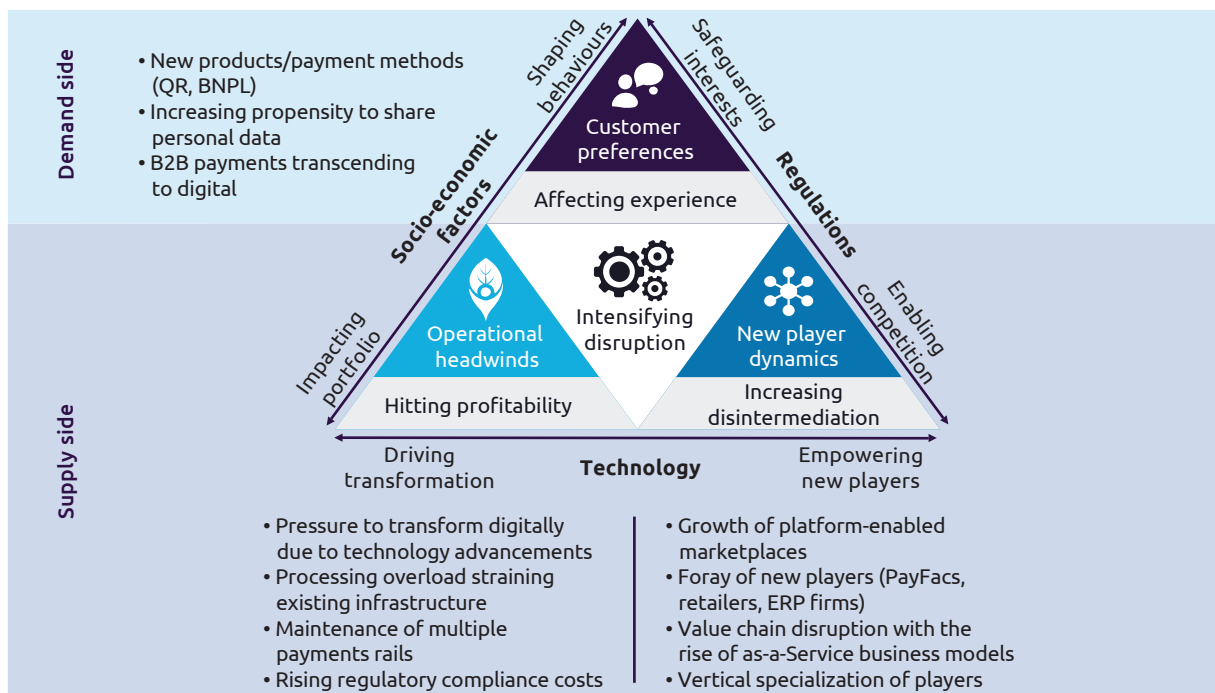 Demand side
• New products/payment methods
(QR, BNPL)
• Increasing propensity to share
personal data
• B2B payments transcending
to digital
Shaping
behaviours
Safeguarding
interests
Customer
preferences
Affecting experience
Socio-economic
factors
Regulations
Supply side
Impacting
portfolio
Operational
headwinds
Hitting profitability
Intensifying
disruption
New player
dynamics
Increasing
disintermediation
Enabling
competition
Driving
transformation
Technology
Empowering
new players
• Pressure to transform digitally
due to technology advancements
• Processing overload straining
existing infrastructure
• Maintenance of multiple
payments rails
• Rising regulatory compliance costs
• Growth of platform-enabled
marketplaces
• Foray of new players (PayFacs,
retailers, ERP firms)
• Value chain disruption with the
rise of as-a-Service business models
• Vertical specialization of players